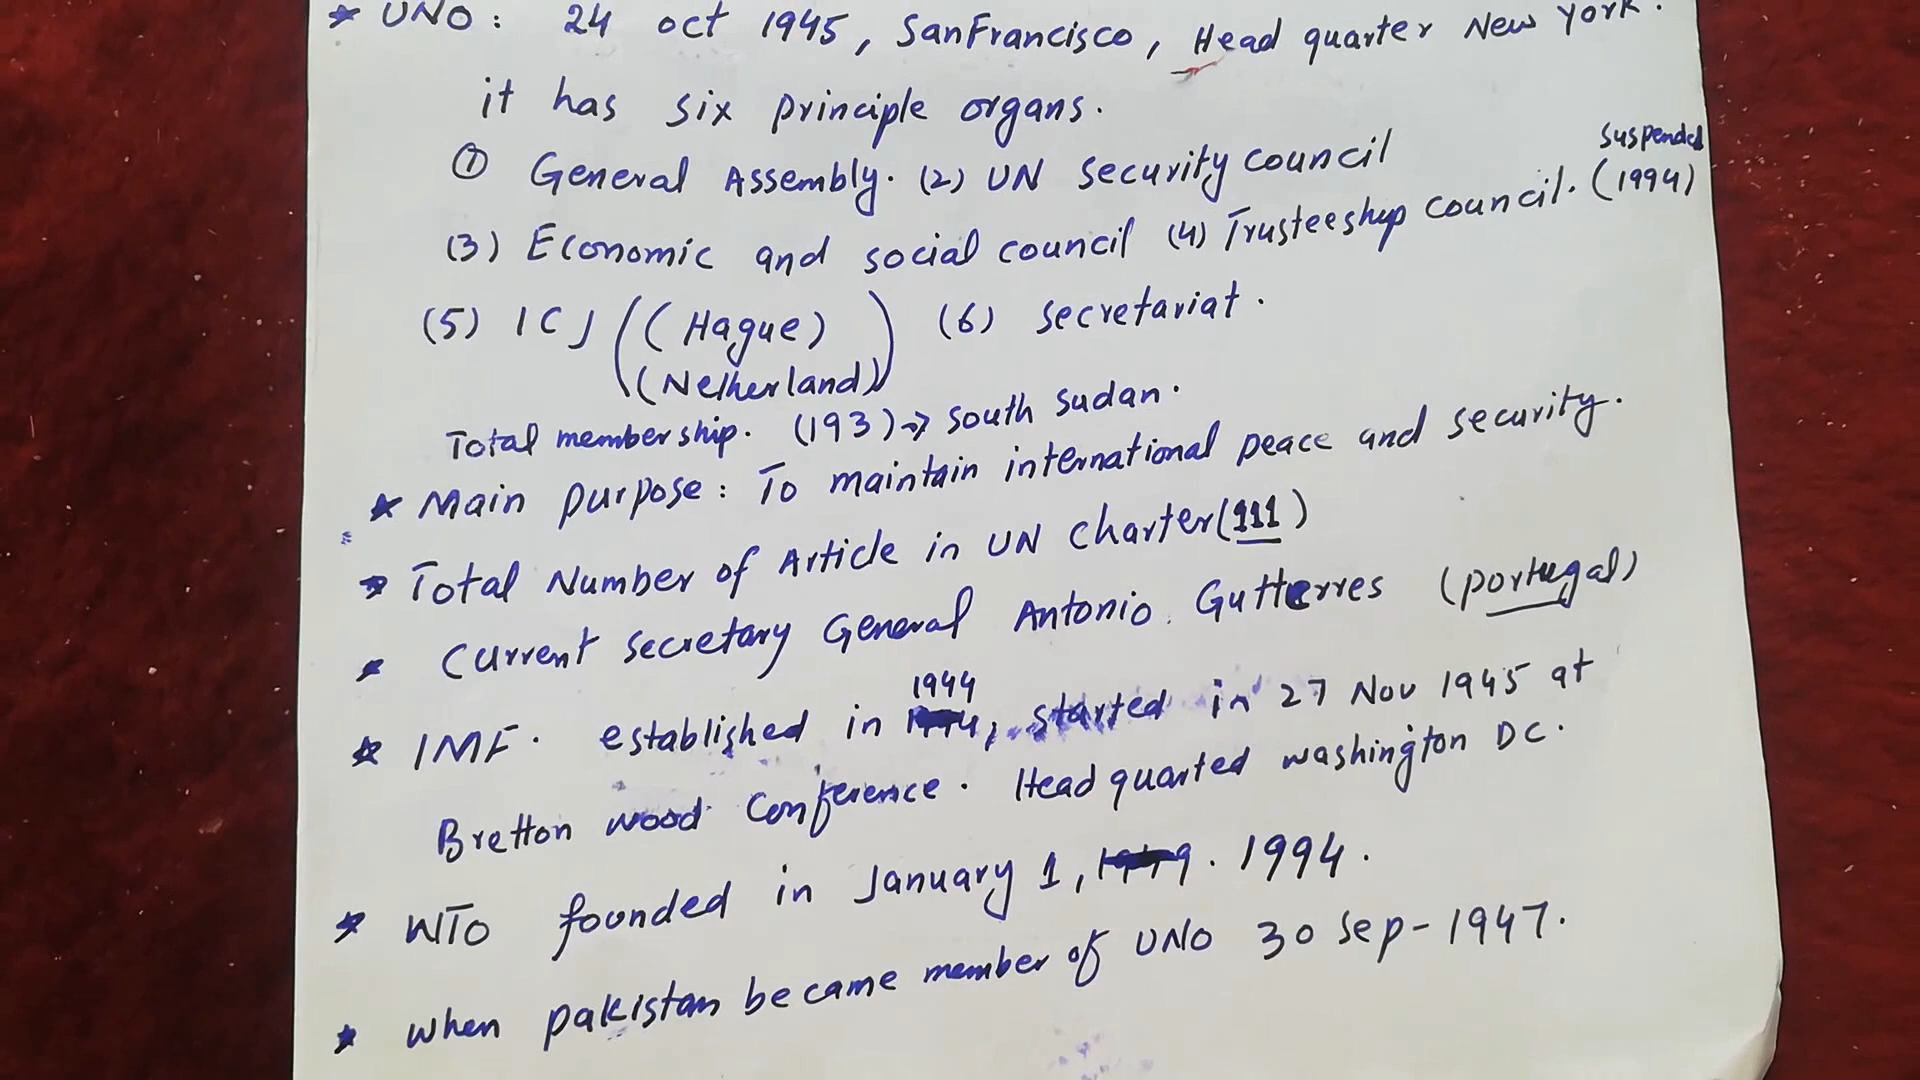 * UNO: 24 oct 1945, SanFrancisco, Head quarter New York.
it has six principle organs.
① General Assembly. (2) UN Security Council
suspended
(3) Economic and social council (4) Trusteeship council. (1994)
(5) ICJ ((Hague) (6) secretariat.
(Netherland))
Total membership. (193) → South Sudan.
* Main purpose: To maintain international peace and security.
* Total Number of Article in UN Charter (111)
* Current secretary General Antonio. Gutterres (portugal)
1944
* IMF. established in , started in 27 Nov 1945 at
Bretton wood Conference. Head quarted washington DC.
* WTO founded in January 1, . 1994.
* when pakistan became member of UNO 30 Sep-1947.